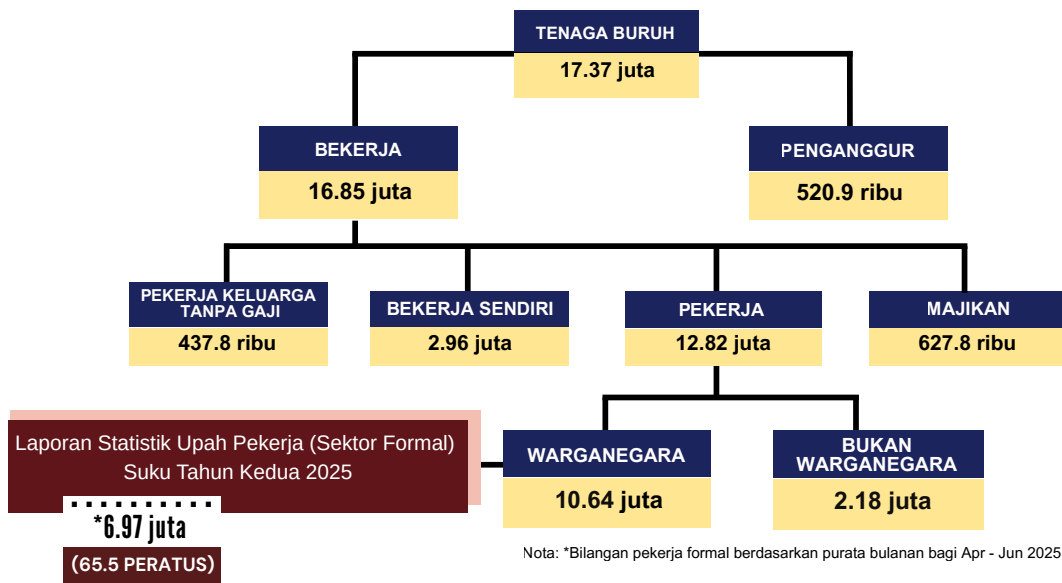 TENAGA BURUH
17.37 juta
BEKERJA
16.85 juta
PENGANGGUR
520.9 ribu
PEKERJA KELUARGA
TANPA GAJI
437.8 ribu
BEKERJA SENDIRI
2.96 juta
PEKERJA
12.82 juta
MAJIKAN
627.8 ribu
Laporan Statistik Upah Pekerja (Sektor Formal)
Suku Tahun Kedua 2025
*6.97 juta
(65.5 PERATUS)
WARGANEGARA
10.64 juta
BUKAN
WARGANEGARA
2.18 juta
Nota: *Bilangan pekerja formal berdasarkan purata bulanan bagi Apr - Jun 2025